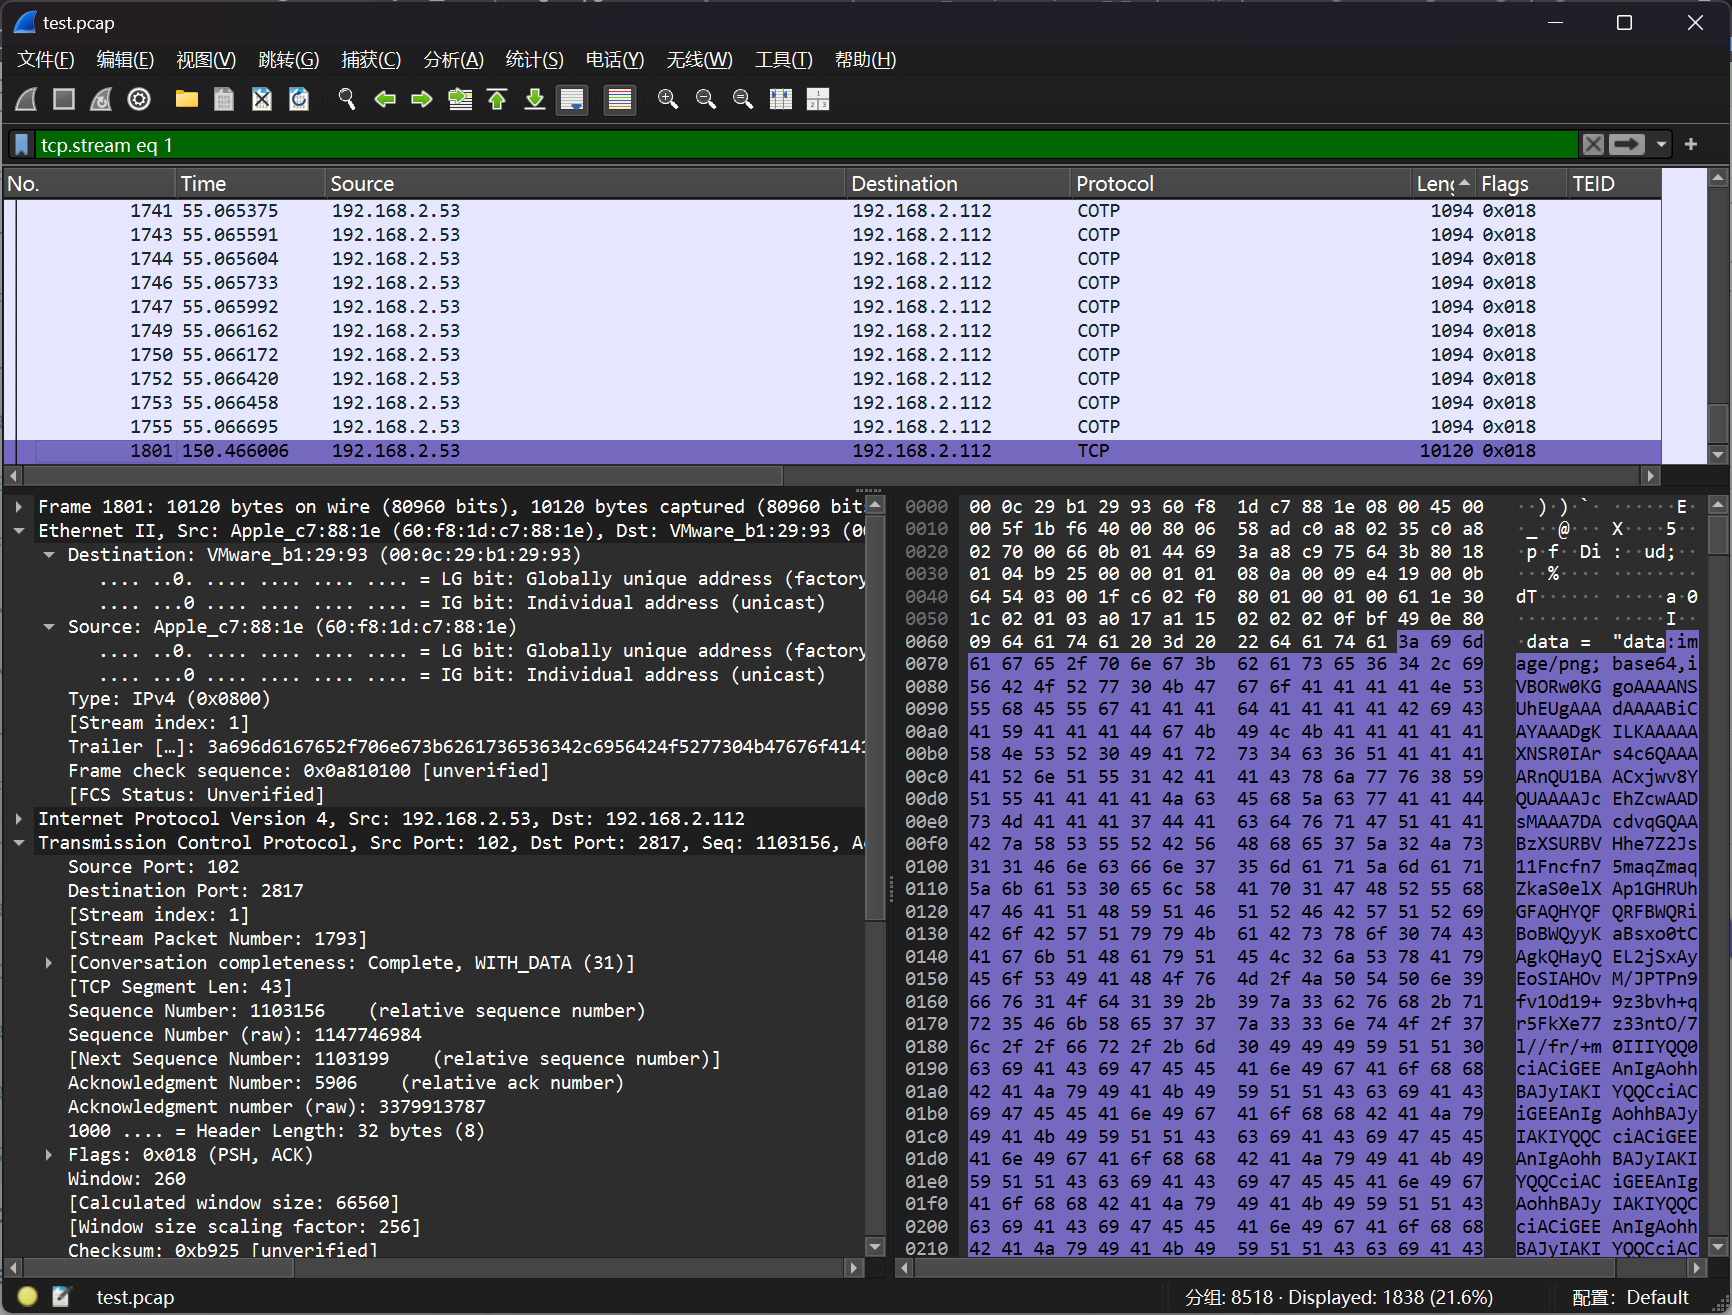 test.pcap
文件(F) 编辑(E) 视图(V) 跳转(G) 捕获(C) 分析(A) 统计(S) 电话(Y) 无线(W) 工具(T) 帮助(H)
tcp.stream eq 1
No. Time Source Destination Protocol Leng Flags TEID
1741 55.065375 192.168.2.53 192.168.2.112 COTP 1094 0x018
1743 55.065591 192.168.2.53 192.168.2.112 COTP 1094 0x018
1744 55.065604 192.168.2.53 192.168.2.112 COTP 1094 0x018
1746 55.065733 192.168.2.53 192.168.2.112 COTP 1094 0x018
1747 55.065992 192.168.2.53 192.168.2.112 COTP 1094 0x018
1749 55.066162 192.168.2.53 192.168.2.112 COTP 1094 0x018
1750 55.066172 192.168.2.53 192.168.2.112 COTP 1094 0x018
1752 55.066420 192.168.2.53 192.168.2.112 COTP 1094 0x018
1753 55.066458 192.168.2.53 192.168.2.112 COTP 1094 0x018
1755 55.066695 192.168.2.53 192.168.2.112 COTP 1094 0x018
1801 150.466006 192.168.2.53 192.168.2.112 TCP 10120 0x018
Frame 1801: 10120 bytes on wire (80960 bits), 10120 bytes captured (80960 bit
Ethernet II, Src: Apple_c7:88:1e (60:f8:1d:c7:88:1e), Dst: VMware_b1:29:93 (0
Destination: VMware_b1:29:93 (00:0c:29:b1:29:93)
.... ..0. .... .... .... .... = LG bit: Globally unique address (factory
.... ...0 .... .... .... .... = IG bit: Individual address (unicast)
Source: Apple_c7:88:1e (60:f8:1d:c7:88:1e)
.... ..0. .... .... .... .... = LG bit: Globally unique address (factory
.... ...0 .... .... .... .... = IG bit: Individual address (unicast)
Type: IPv4 (0x0800)
[Stream index: 1]
Trailer […]: 3a696d6167652f706e673b6261736536342c6956424f5277304b47676f4141
Frame check sequence: 0x0a810100 [unverified]
[FCS Status: Unverified]
Internet Protocol Version 4, Src: 192.168.2.53, Dst: 192.168.2.112
Transmission Control Protocol, Src Port: 102, Dst Port: 2817, Seq: 1103156, A
Source Port: 102
Destination Port: 2817
[Stream index: 1]
[Stream Packet Number: 1793]
[Conversation completeness: Complete, WITH_DATA (31)]
[TCP Segment Len: 43]
Sequence Number: 1103156 (relative sequence number)
Sequence Number (raw): 1147746984
[Next Sequence Number: 1103199 (relative sequence number)]
Acknowledgment Number: 5906 (relative ack number)
Acknowledgment number (raw): 3379913787
1000 .... = Header Length: 32 bytes (8)
Flags: 0x018 (PSH, ACK)
Window: 260
[Calculated window size: 66560]
[Window size scaling factor: 256]
Checksum: 0xb925 [unverified]
0000 00 0c 29 b1 29 93 60 f8 1d c7 88 1e 08 00 45 00 ··)·)·`· ······E·
0010 00 5f 1b f6 40 00 80 06 58 ad c0 a8 02 35 c0 a8 ·_··@··· X····5··
0020 02 70 00 66 0b 01 44 69 3a a8 c9 75 64 3b 80 18 ·p·f··Di :··ud;··
0030 01 04 b9 25 00 00 01 01 08 0a 00 09 e4 19 00 0b ···%···· ········
0040 64 54 03 00 1f c6 02 f0 80 01 00 01 00 61 1e 30 dT······ ·····a·0
0050 1c 02 01 03 a0 17 a1 15 02 02 02 0f bf 49 0e 80 ········ ·····I··
0060 09 64 61 74 61 20 3d 20 22 64 61 74 61 3a 69 6d ·data = "data:im
0070 61 67 65 2f 70 6e 67 3b 62 61 73 65 36 34 2c 69 age/png; base64,i
0080 56 42 4f 52 77 30 4b 47 67 6f 41 41 41 41 4e 53 VBORw0KG goAAAANS
0090 55 68 45 55 67 41 41 41 64 41 41 41 41 42 69 43 UhEUgAAA dAAAABiC
00a0 41 59 41 41 41 44 67 4b 49 4c 4b 41 41 41 41 41 AYAAADgK ILKAAAAA
00b0 58 4e 53 52 30 49 41 72 73 34 63 36 51 41 41 41 XNSR0IAr s4c6QAAA
00c0 41 52 6e 51 55 31 42 41 41 43 78 6a 77 76 38 59 ARnQU1BA ACxjwv8Y
00d0 51 55 41 41 41 41 4a 63 45 68 5a 63 77 41 41 44 QUAAAAJc EhZcwAAD
00e0 73 4d 41 41 41 37 44 41 63 64 76 71 47 51 41 41 sMAAA7DA cdvqGQAA
00f0 42 7a 58 53 55 52 42 56 48 68 65 37 5a 32 4a 73 BzXSURBV Hhe7Z2Js
0100 31 31 46 6e 63 66 6e 37 35 6d 61 71 5a 6d 61 71 11Fncfn7 5maqZmaq
0110 5a 6b 61 53 30 65 6c 58 41 70 31 47 48 52 55 68 ZkaS0elX Ap1GHRUh
0120 47 46 41 51 48 59 51 46 51 52 46 42 57 51 52 69 GFAQHYQF QRFBWQRi
0130 42 6f 42 57 51 79 79 4b 61 42 73 78 6f 30 74 43 BoBWQyyK aBsxo0tC
0140 41 67 6b 51 48 61 79 51 45 4c 32 6a 53 78 41 79 AgkQHayQ EL2jSxAy
0150 45 6f 53 49 41 48 4f 76 4d 2f 4a 50 54 50 6e 39 EoSIAHOv M/JPTPn9
0160 66 76 31 4f 64 31 39 2b 39 7a 33 62 76 68 2b 71 fv1Od19+ 9z3bvh+q
0170 72 35 46 6b 58 65 37 37 7a 33 33 6e 74 4f 2f 37 r5FkXe77 z33ntO/7
0180 6c 2f 2f 66 72 2f 2b 6d 30 49 49 49 59 51 51 30 l//fr/+m 0IIIYQQ0
0190 63 69 41 43 69 47 45 45 41 6e 49 67 41 6f 68 68 ciACiGEE AnIgAohh
01a0 42 41 4a 79 49 41 4b 49 59 51 51 43 63 69 41 43 BAJyIAKI YQQCciAC
01b0 69 47 45 45 41 6e 49 67 41 6f 68 68 42 41 4a 79 iGEEAnIg AohhBAJy
01c0 49 41 4b 49 59 51 51 43 63 69 41 43 69 47 45 45 IAKIYQQC ciACiGEE
01d0 41 6e 49 67 41 6f 68 68 42 41 4a 79 49 41 4b 49 AnIgAohh BAJyIAKI
01e0 59 51 51 43 63 69 41 43 69 47 45 45 41 6e 49 67 YQQCciAC iGEEAnIg
01f0 41 6f 68 68 42 41 4a 79 49 41 4b 49 59 51 51 43 AohhBAJy IAKIYQQC
0200 63 69 41 43 69 47 45 45 41 6e 49 67 41 6f 68 68 ciACiGEE AnIgAohh
0210 42 41 4a 79 49 41 4b 49 59 51 51 43 63 69 41 43 BAJyIAKI YQQCciAC
test.pcap 分组: 8518 · Displayed: 1838 (21.6%) 配置: Default